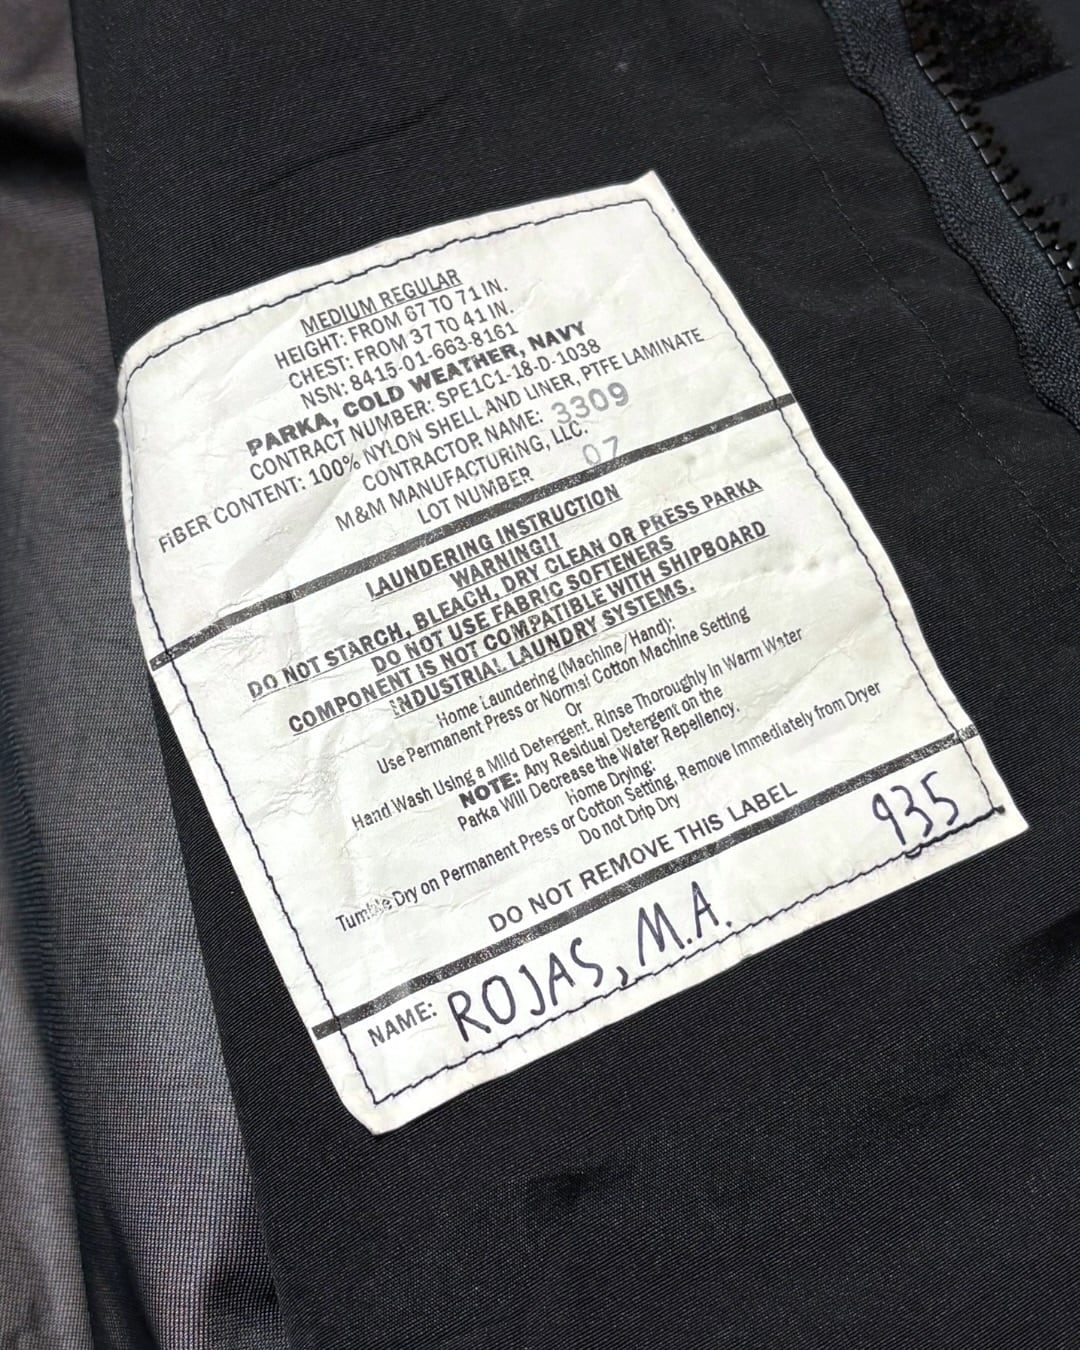 MEDIUM REGULAR
HEIGHT: FROM 67 TO 71 IN.
CHEST: FROM 37 TO 41 IN.
NSN: 8415-01-663-8161
PARKA, COLD WEATHER, NAVY
CONTRACT NUMBER: SPE1C1-18-D-1038
FIBER CONTENT: 100% NYLON SHELL AND LINER, PTFE LAMINATE
CONTRACTOR NAME: 3309
M&M MANUFACTURING, LLC.
LOT NUMBER 07
LAUNDERING INSTRUCTION
WARNING!!
DO NOT STARCH, BLEACH, DRY CLEAN OR PRESS PARKA
DO NOT USE FABRIC SOFTENERS
COMPONENT IS NOT COMPATIBLE WITH SHIPBOARD
INDUSTRIAL LAUNDRY SYSTEMS.
Home Laundering (Machine/Hand):
Use Permanent Press or Normal Cotton Machine Setting
Or
Hand Wash Using a Mild Detergent. Rinse Thoroughly in Warm Water
NOTE: Any Residual Detergent on the
Parka Will Decrease the Water Repellency.
Home Drying:
Tumble Dry on Permanent Press or Cotton Setting, Remove Immediately from Dryer
Do not Drip Dry
DO NOT REMOVE THIS LABEL
NAME: ROJAS, M.A. 935